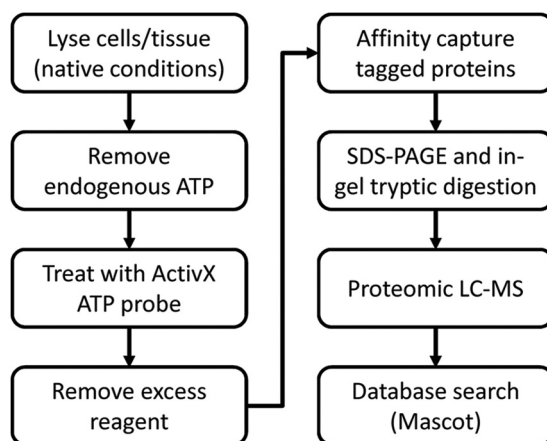 Lyse cells/tissue
(native conditions)
Remove
endogenous ATP
Treat with ActivX
ATP probe
Remove excess
reagent
Affinity capture
tagged proteins
SDS-PAGE and in-
gel tryptic digestion
Proteomic LC-MS
Database search
(Mascot)